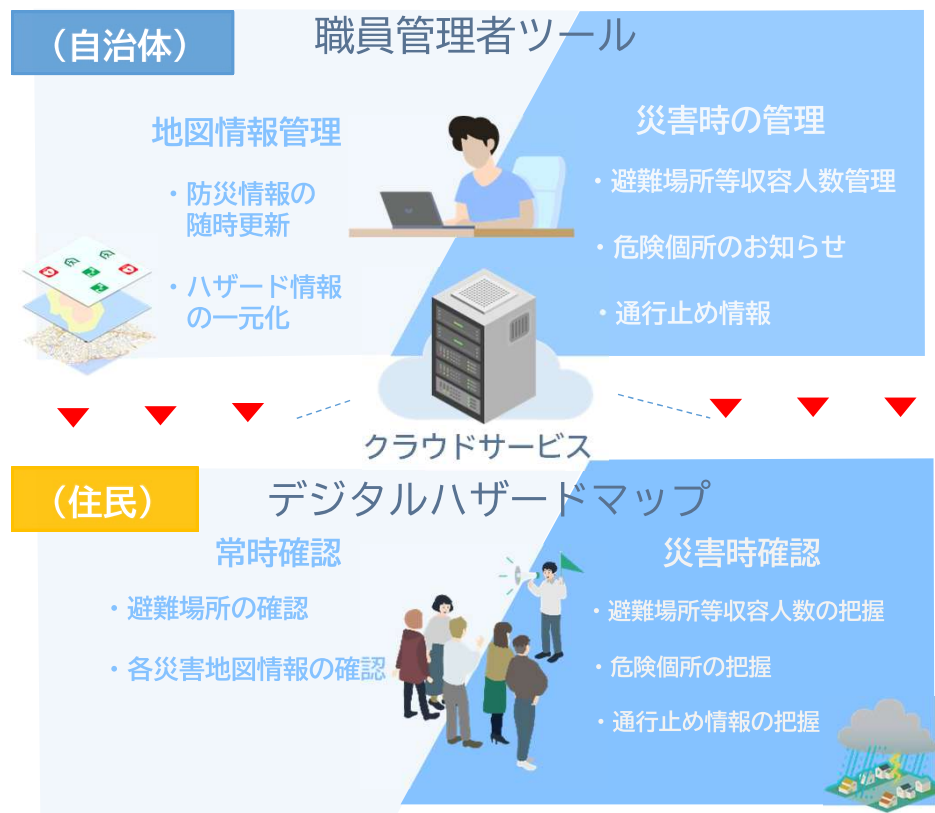 （自治体）
職員管理者ツール
地図情報管理
・防災情報の
随時更新
・ハザード情報
の一元化
災害時の管理
・避難場所等収容人数管理
・危険個所のお知らせ
・通行止め情報
クラウドサービス
（住民）
デジタルハザードマップ
常時確認
・避難場所の確認
・各災害地図情報の確認
災害時確認
・避難場所等収容人数の把握
・危険個所の把握
・通行止め情報の把握